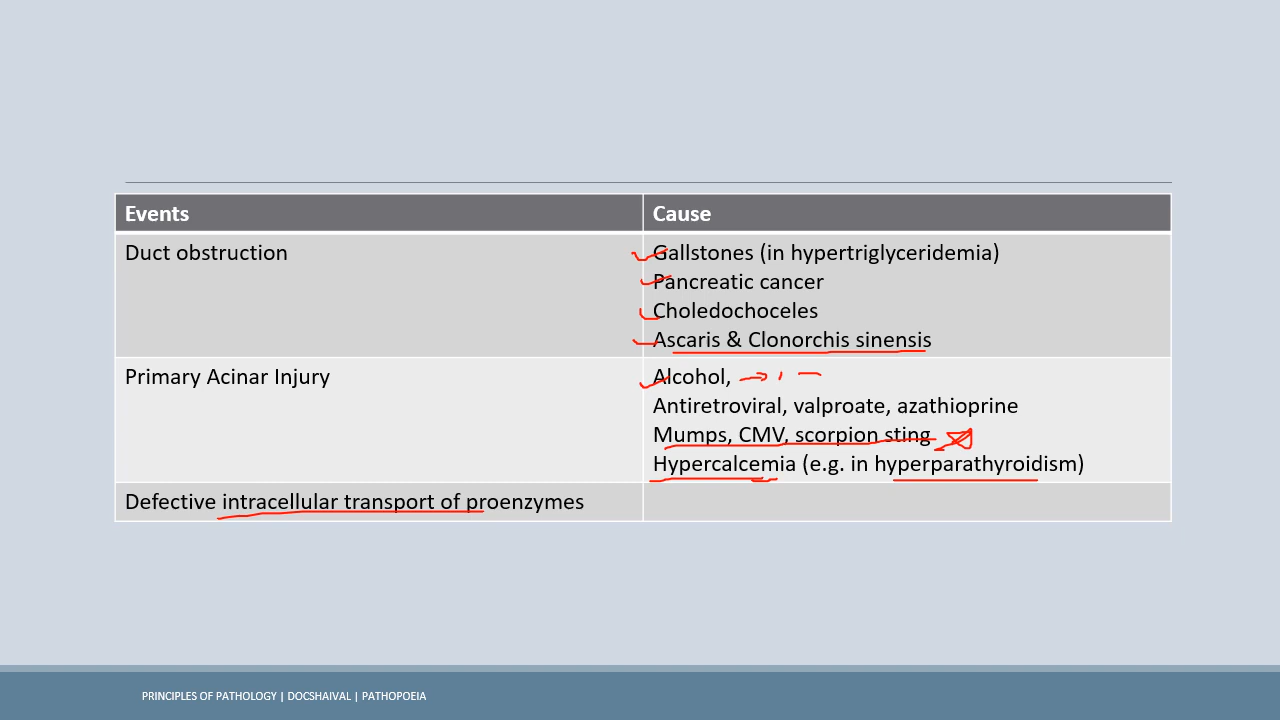 Events
Cause
Duct obstruction
Gallstones (in hypertriglyceridemia)
Pancreatic cancer
Choledochoceles
Ascaris & Clonorchis sinensis
Primary Acinar Injury
Alcohol,
Antiretroviral, valproate, azathioprine
Mumps, CMV, scorpion sting
Hypercalcemia (e.g. in hyperparathyroidism)
Defective intracellular transport of proenzymes
PRINCIPLES OF PATHOLOGY | DOCSHAIVAL | PATHOPOEIA